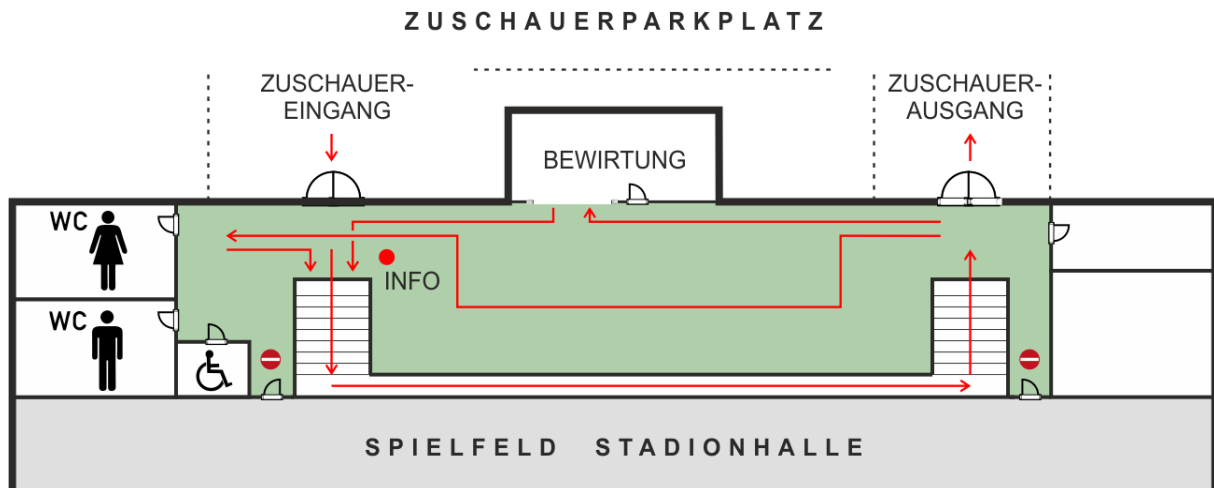 ZUSCHAUERPARKPLATZ
ZUSCHAUER-
EINGANG
ZUSCHAUER-
AUSGANG
BEWIRTUNG
WC
INFO
WC
SPIELFELD STADIONHALLE